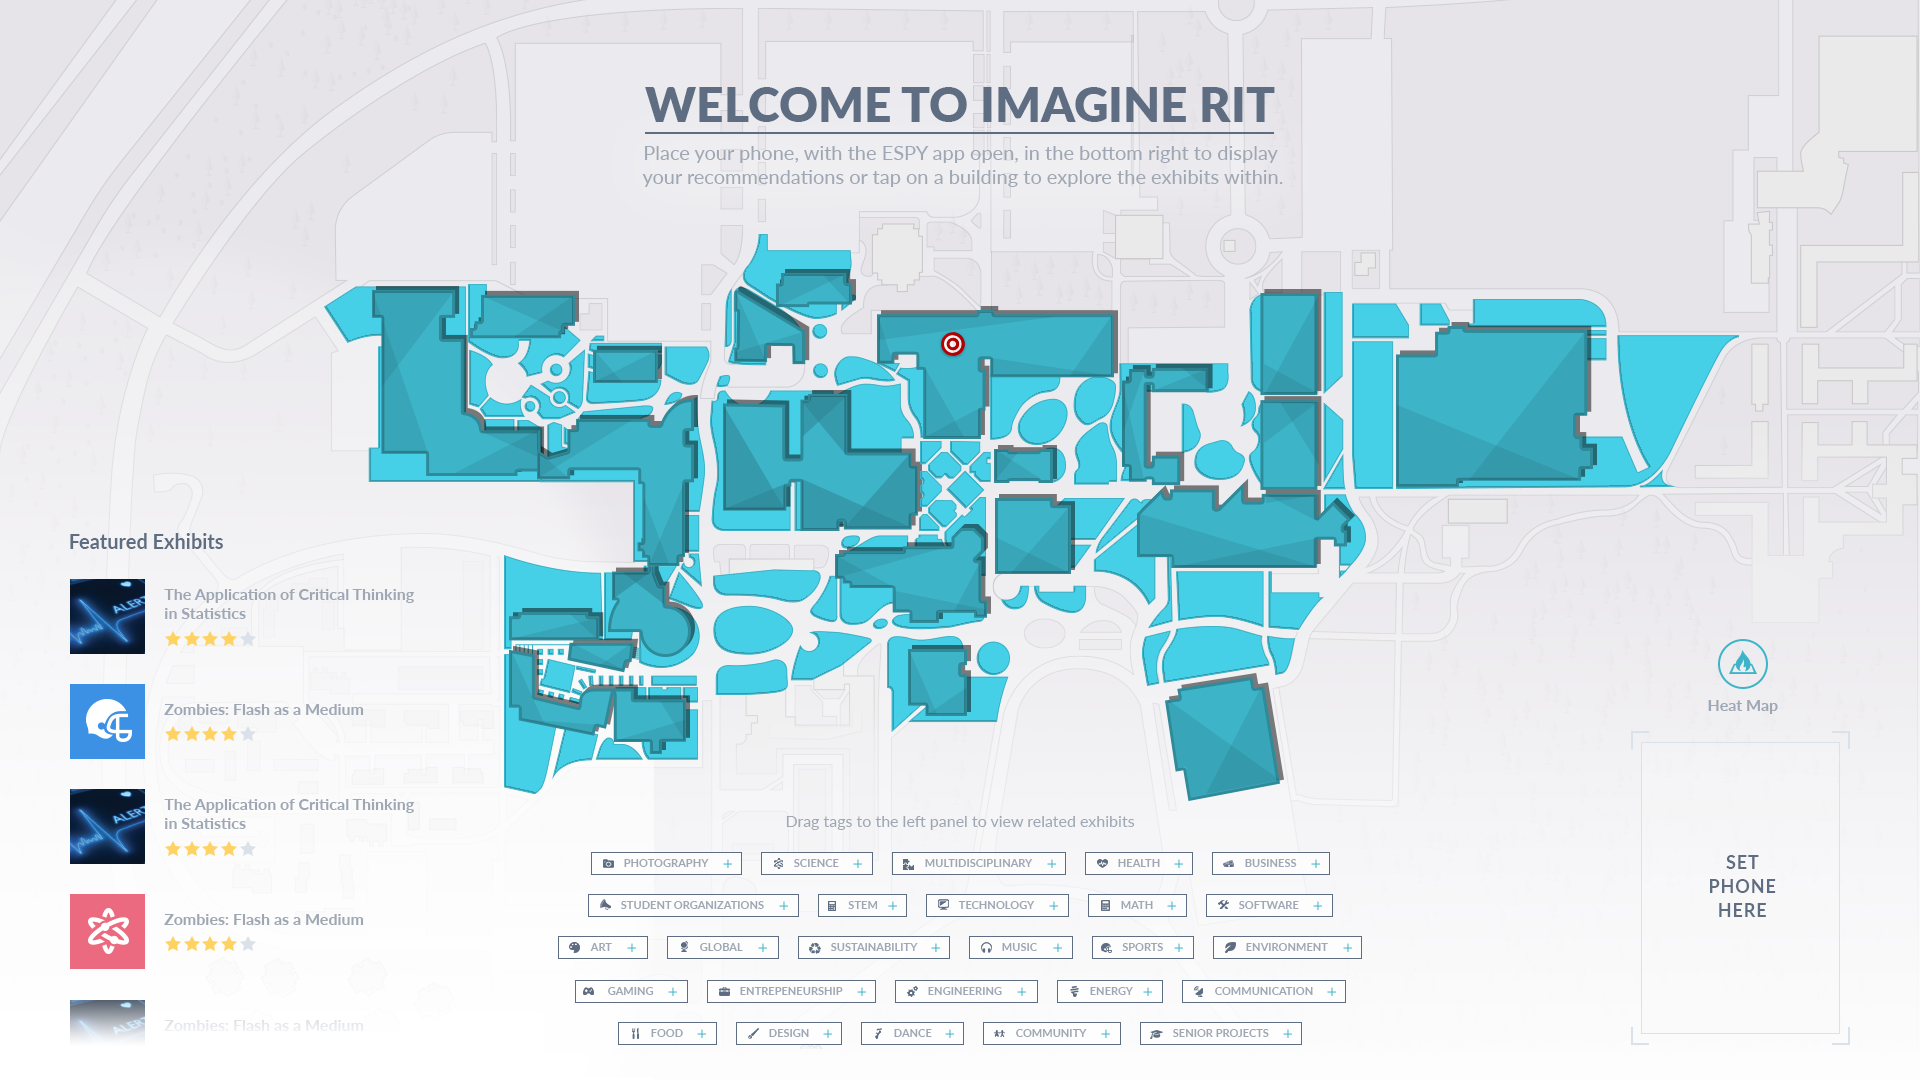 WELCOME TO IMAGINE RIT
Place your phone, with the ESPY app open, in the bottom right to display
your recommendations or tap on a building to explore the exhibits within.
Featured Exhibits
ALERT
The Application of Critical Thinking
in Statistics
Zombies: Flash as a Medium
ALERT
The Application of Critical Thinking
in Statistics
Zombies: Flash as a Medium
ALERT
Zombies: Flash as a Medium
Heat Map
SET
PHONE
HERE
Drag tags to the left panel to view related exhibits
PHOTOGRAPHY + SCIENCE + MULTIDISCIPLINARY + HEALTH + BUSINESS +
STUDENT ORGANIZATIONS + STEM + TECHNOLOGY + MATH + SOFTWARE +
ART + GLOBAL + SUSTAINABILITY + MUSIC + SPORTS + ENVIRONMENT +
GAMING + ENTREPENEURSHIP + ENGINEERING + ENERGY + COMMUNICATION +
FOOD + DESIGN + DANCE + COMMUNITY + SENIOR PROJECTS +